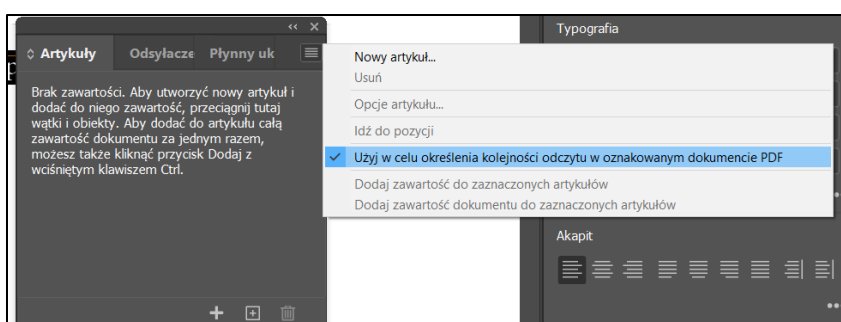 Artykuły Odsyłacze Płynny uk
Brak zawartości. Aby utworzyć nowy artykuł i
dodać do niego zawartość, przeciągnij tutaj
wątki i obiekty. Aby dodać do artykułu całą
zawartość dokumentu za jednym razem,
możesz także kliknąć przycisk Dodaj z
wciśniętym klawiszem Ctrl.
Nowy artykuł...
Usuń
Opcje artykułu...
Idź do pozycji
Użyj w celu określenia kolejności odczytu w oznakowanym dokumencie PDF
Dodaj zawartość do zaznaczonych artykułów
Dodaj zawartość dokumentu do zaznaczonych artykułów
Typografia
Akapit